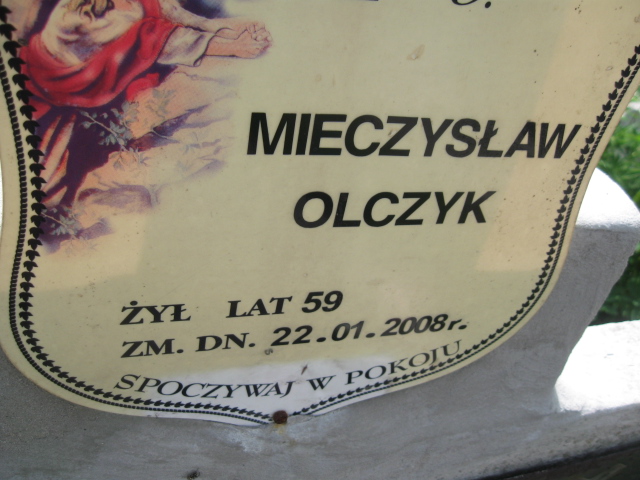 MIECZYSŁAW
OLCZYK
ŻYŁ LAT 59
ZM. DN. 22.01.2008r.
SPOCZYWAJ W POKOJU